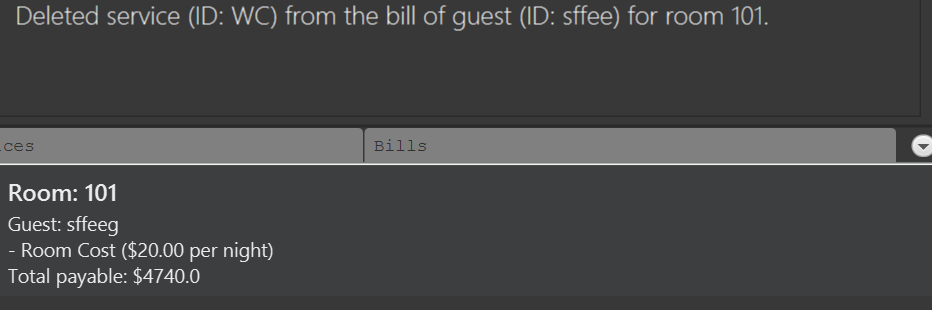 Deleted service (ID: WC) from the bill of guest (ID: sffee) for room 101.
ces
Bills
Room: 101
Guest: sffeeg
- Room Cost ($20.00 per night)
Total payable: $4740.0